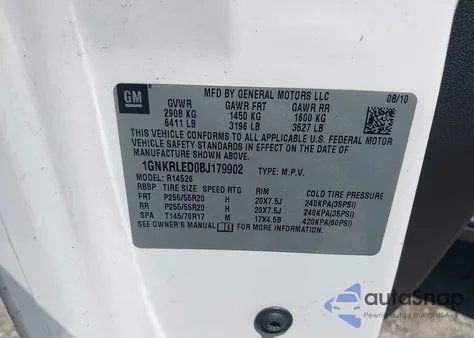 GM
MFD BY GENERAL MOTORS LLC 08/10
GVWR GAWR FRT GAWR RR
2908 KG 1450 KG 1600 KG
6411 LB 3196 LB 3527 LB
THIS VEHICLE CONFORMS TO ALL APPLICABLE U.S. FEDERAL MOTOR
VEHICLE SAFETY
IN EFFECT ON THE DATE OF
MANUFACTURE SHOWN ABOVE.
1GNKRLED0BJ179902 TYPE: M.P.V.
MODEL: R14526
RBBP TIRE SIZE SPEED RTG RIM COLD TIRE PRESSURE
FRT P255/55R20 H 20X7.5J 240KPA(35PSI)
RR P255/55R20 H 20X7.5J 240KPA(35PSI)
SPA T145/70R17 M 17X4.5B 420KPA(60PSI)
SEE OWNER'S MANUAL FOR MORE INFORMATION.
autoSnap